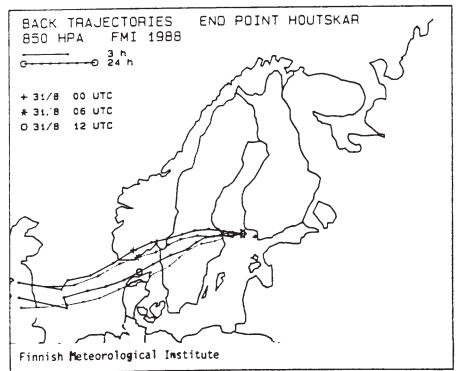 BACK TRAJECTORIES END POINT HOUTSKAR
850 HPA FMI 1988
3 h
24 h
+ 31/8 00 UTC
* 31/8 06 UTC
o 31/8 12 UTC
Finnish Meteorological Institute